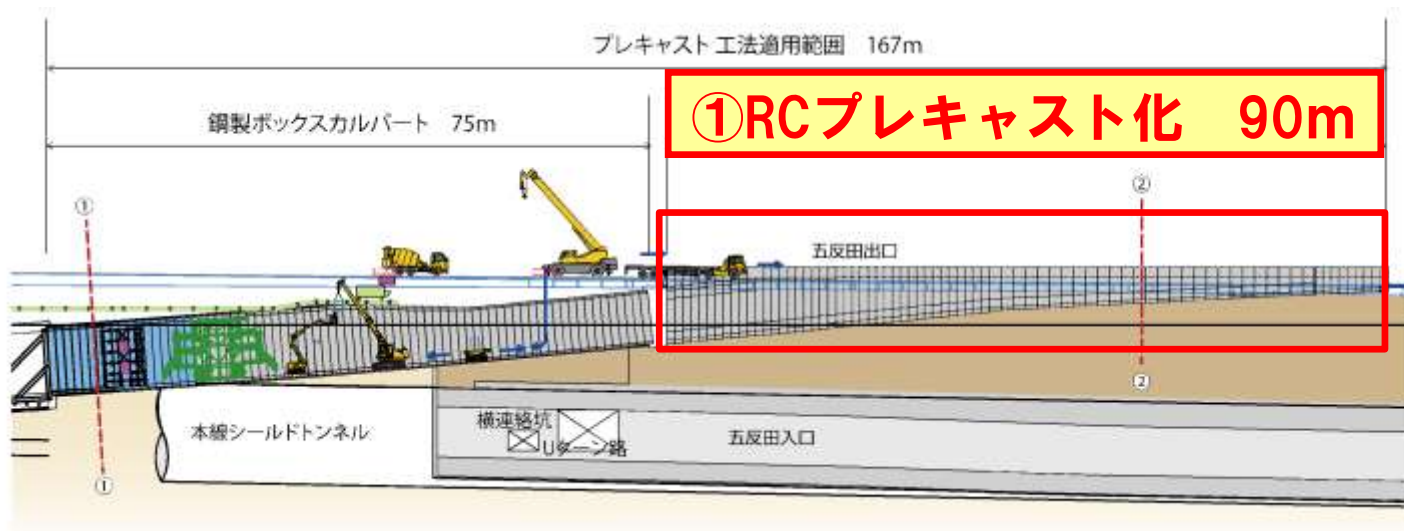 プレキャスト工法適用範囲 167m
①RCプレキャスト化 90m
鋼製ボックスカルバート 75m
②
①
五反田出口
②
横連絡坑
Uターン路
本線シールドトンネル
五反田入口
①